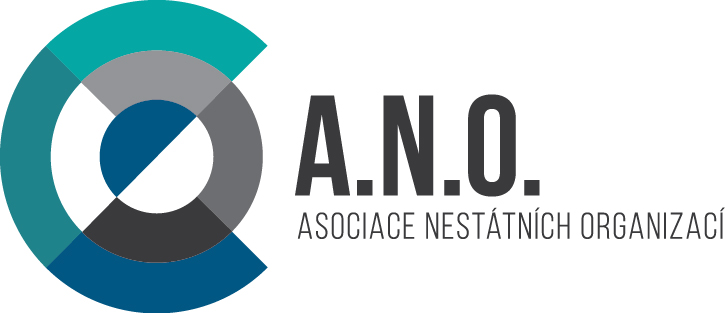 A.N.O.
ASOCIACE NESTÁTNÍCH ORGANIZACÍ